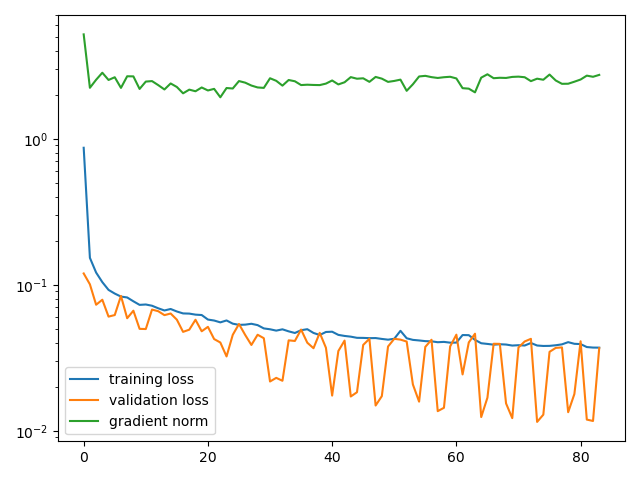 10⁰
10⁻¹
10⁻²
training loss
validation loss
gradient norm
0 20 40 60 80